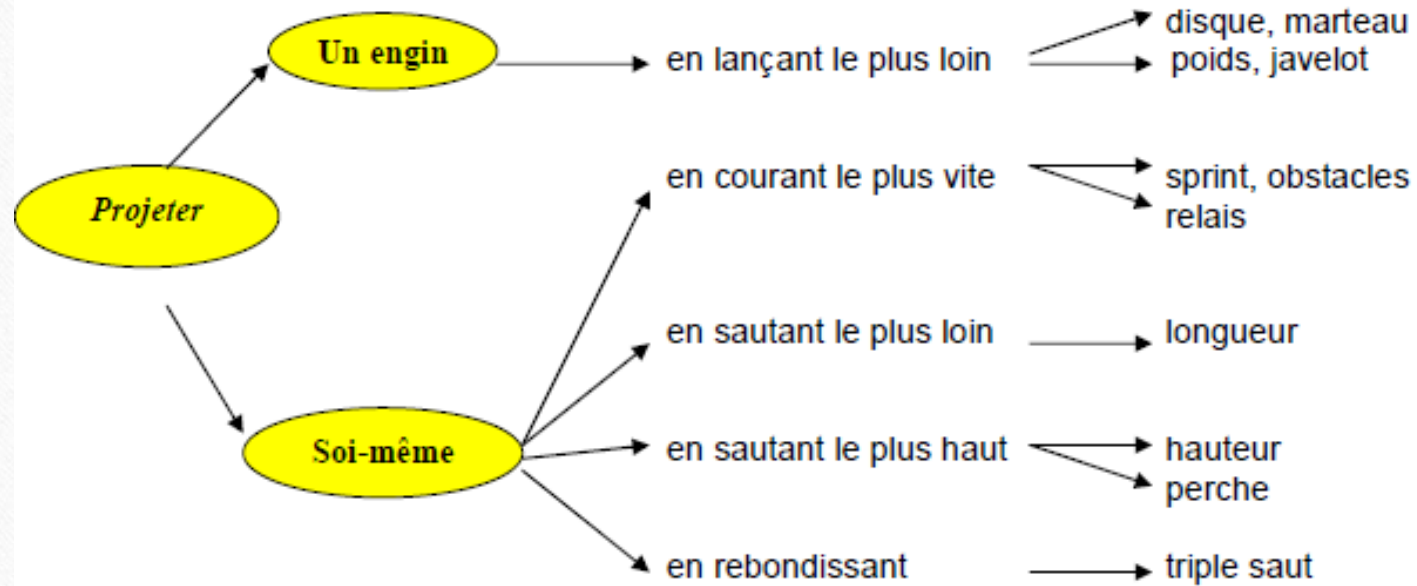 Un engin
en lançant le plus loin
disque, marteau
poids, javelot
Projeter
en courant le plus vite
sprint, obstacles
relais
en sautant le plus loin
longueur
Soi-même
en sautant le plus haut
hauteur
perche
en rebondissant
triple saut